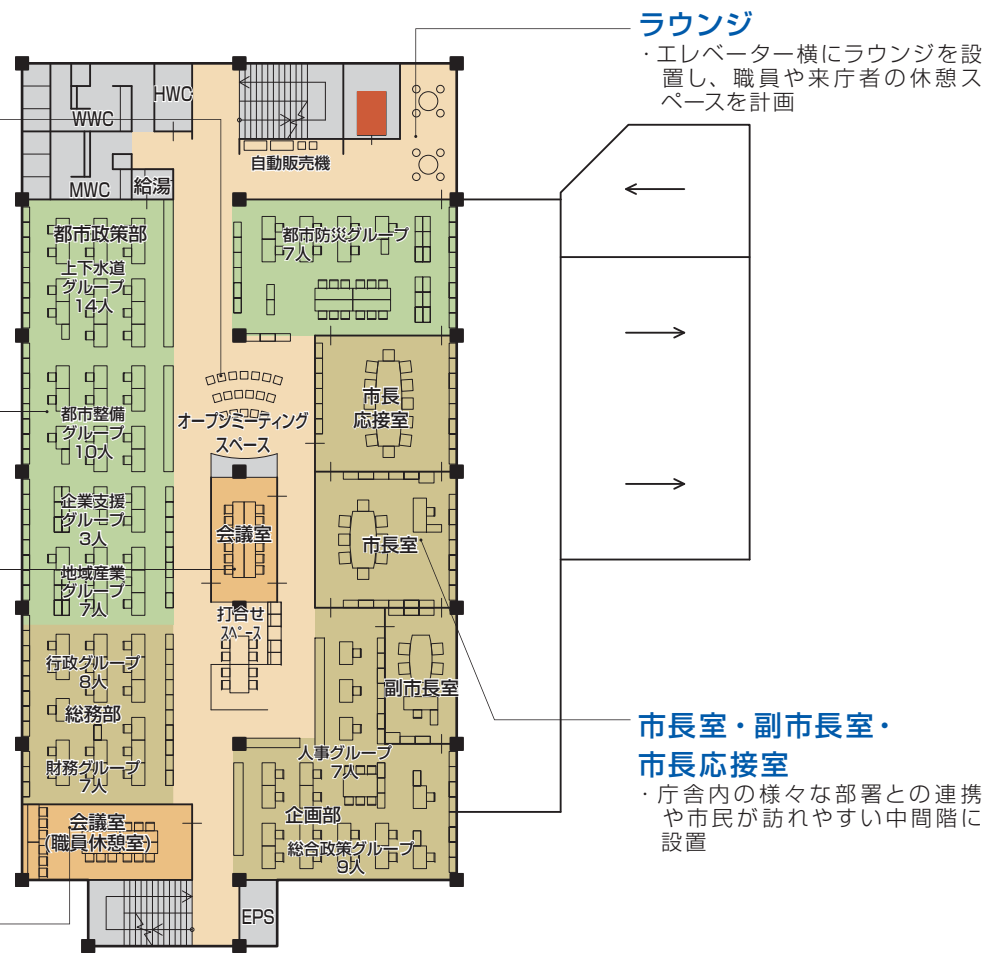 ラウンジ
・エレベーター横にラウンジを設
置し、職員や来庁者の休憩ス
ペースを計画
HWC
WWC
自動販売機
MWC
給湯
都市政策部
上下水道
グループ
14人
都市防災グループ
7人
都市整備
グループ
10人
オープンミーティング
スペース
市長
応接室
企業支援
グループ
3人
会議室
市長室
地域産業
グループ
7人
打合せ
スペース
行政グループ
8人
総務部
財務グループ
7人
副市長室
人事グループ
7人
企画部
総合政策グループ
9人
会議室
(職員休憩室)
EPS
市長室・副市長室・
市長応接室
・庁舎内の様々な部署との連携
や市民が訪れやすい中間階に
設置